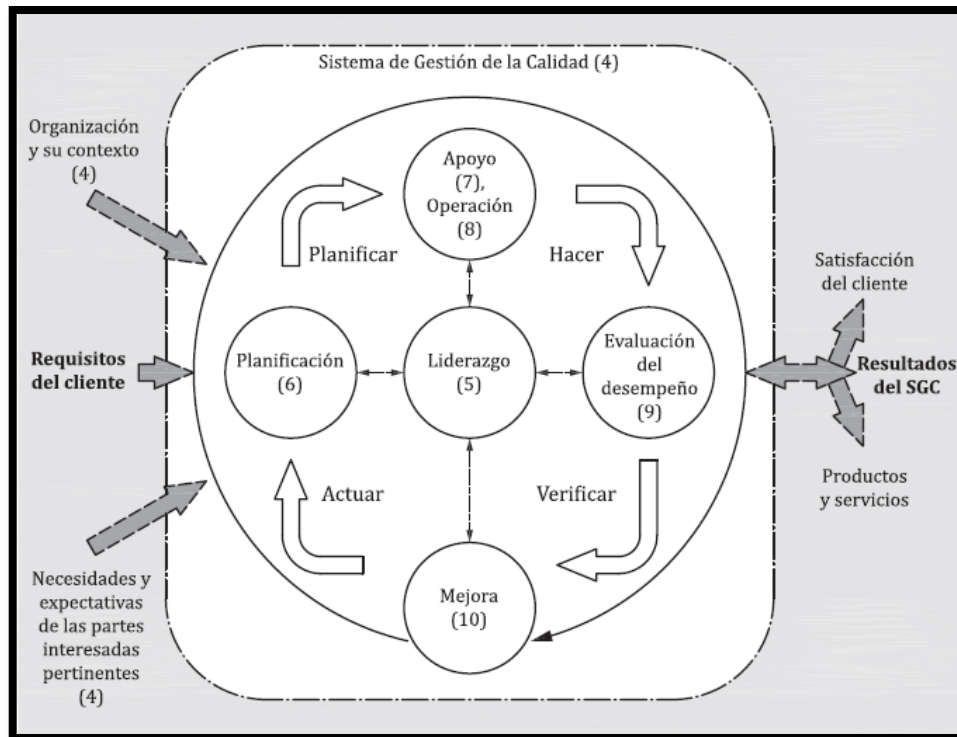 Sistema de Gestión de la Calidad (4)
Organización
y su contexto
(4)
Apoyo
(7),
Operación
(8)
Planificar
Hacer
Satisfacción
del cliente
Requisitos
del cliente
Planificación
(6)
Liderazgo
(5)
Evaluación
del
desempeño
(9)
Resultados
del SGC
Actuar
Verificar
Productos
y servicios
Necesidades y
expectativas
de las partes
interesadas
pertinentes
(4)
Mejora
(10)